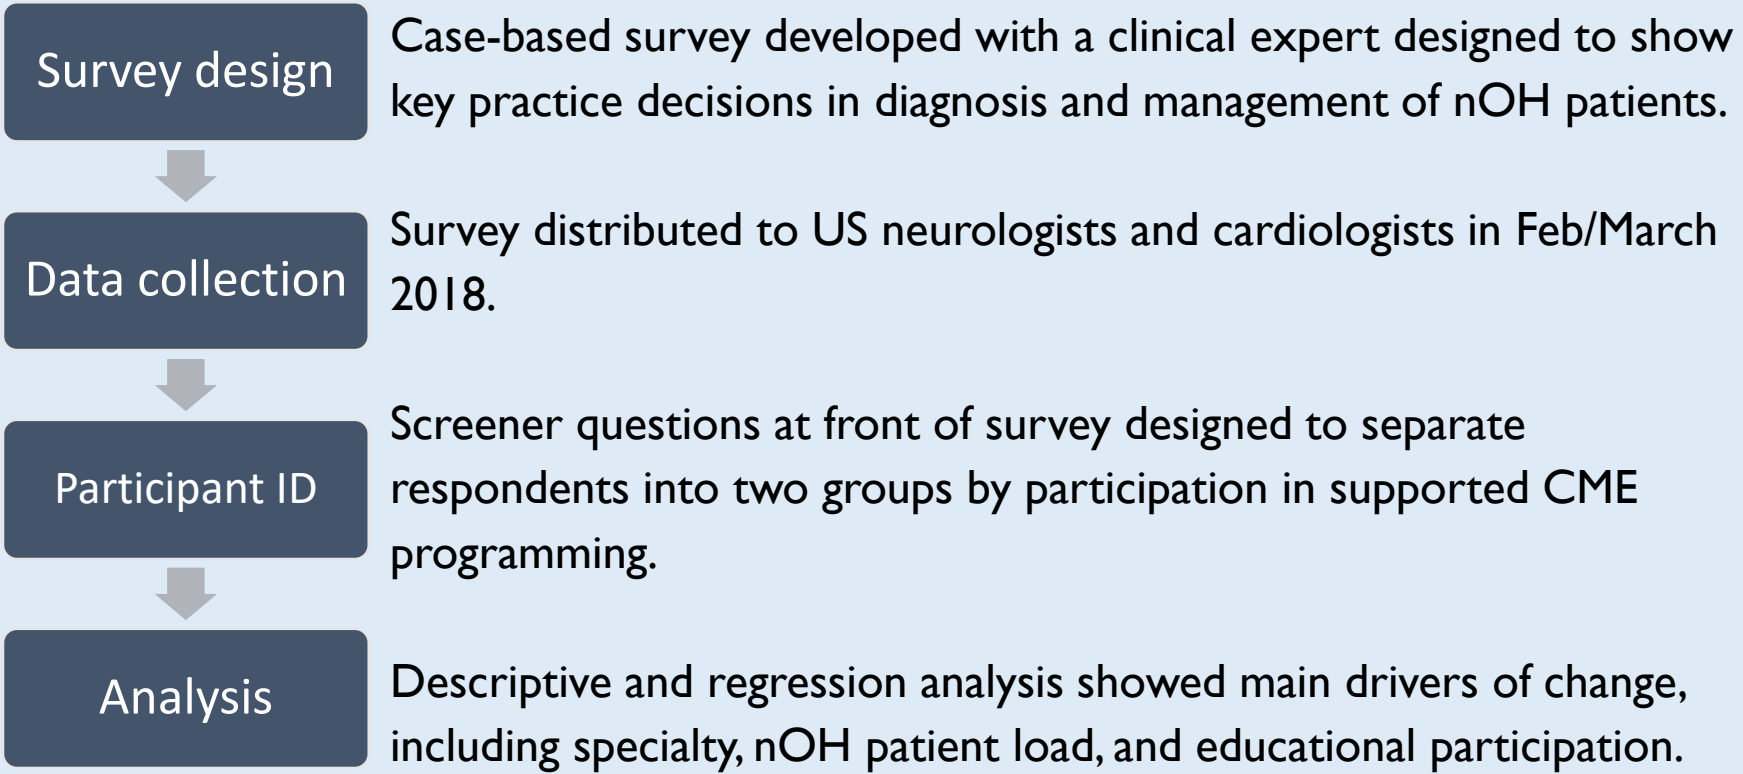 Survey design
Case-based survey developed with a clinical expert designed to show
key practice decisions in diagnosis and management of nOH patients.
Data collection
Survey distributed to US neurologists and cardiologists in Feb/March
2018.
Participant ID
Screener questions at front of survey designed to separate
respondents into two groups by participation in supported CME
programming.
Analysis
Descriptive and regression analysis showed main drivers of change,
including specialty, nOH patient load, and educational participation.